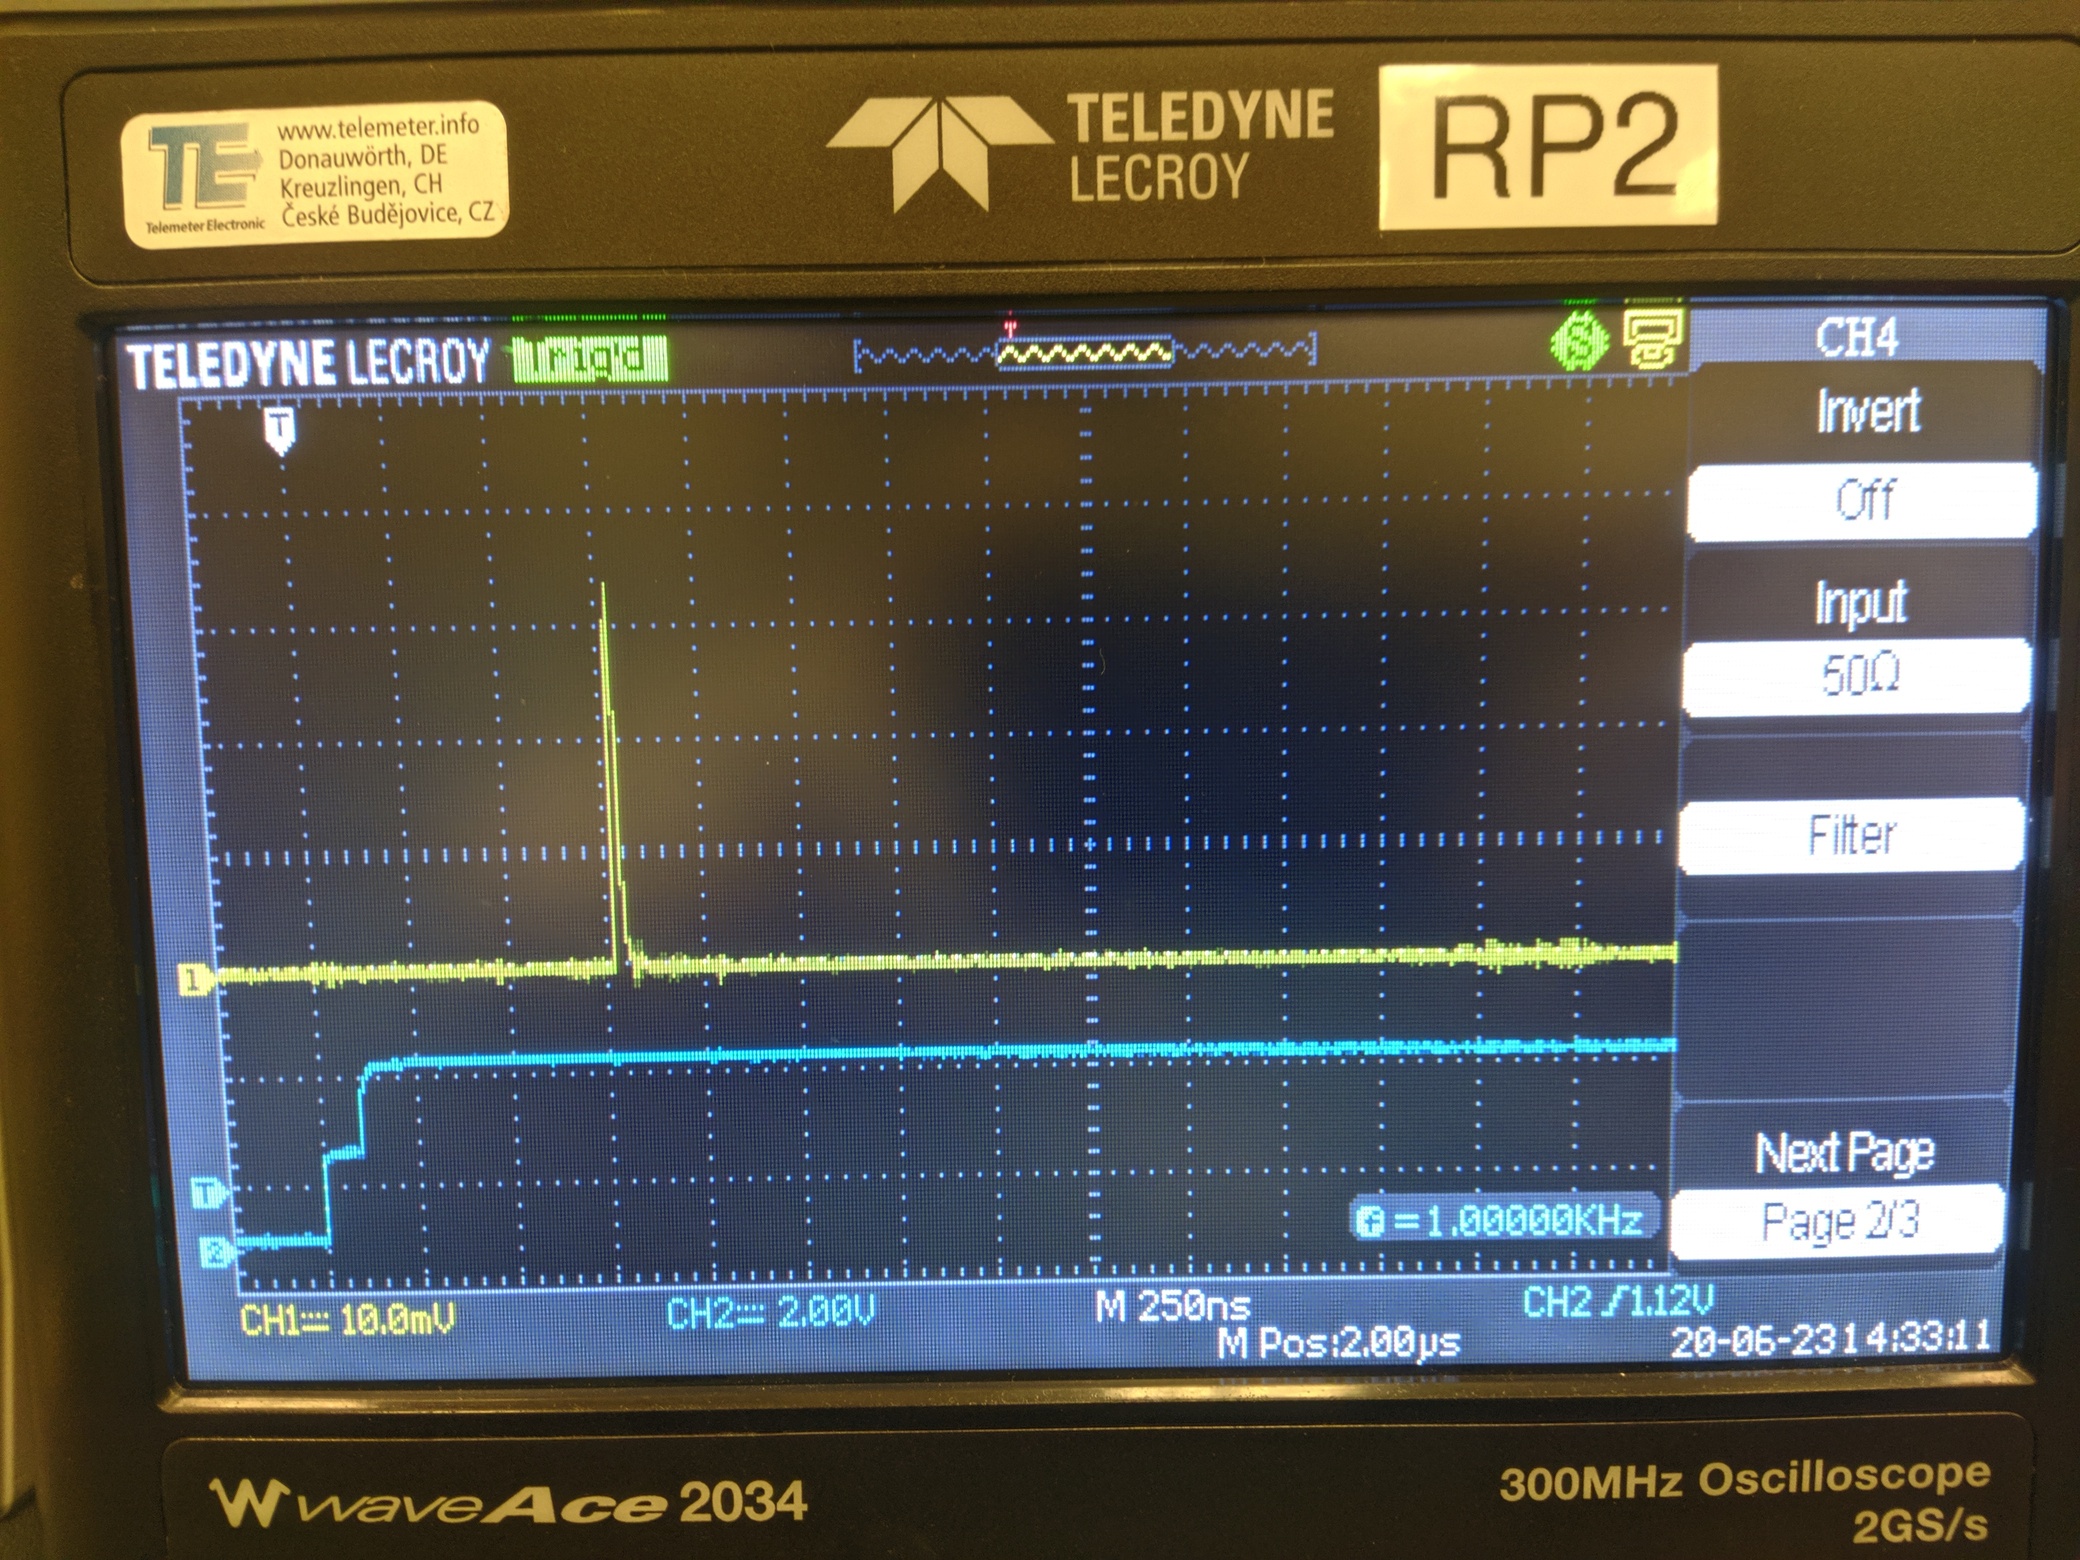 www.telemeter.info
Donauwörth, DE
Kreuzlingen, CH
České Budějovice, CZ
TE
Telemeter Electronic
TELEDYNE
LECROY
RP2
TELEDYNE LECROY Trig'd
T
CH4
Invert
Off
Input
50Ω
Filter
Next Page
Page 2/3
T
1
T
2
f =1.00000KHz
CH1 10.0mV CH2 2.00V M 250ns CH2 1.12V
M Pos:2.00µs 20-06-23 14:33:11
waveAce 2034
300MHz Oscilloscope
2GS/s